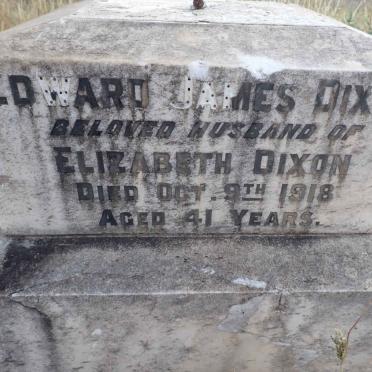 EDWARD JAMES DIX
BELOVED HUSBAND OF
ELIZABETH DIXON
DIED OCT. 9TH 1918
AGED 41 YEARS.